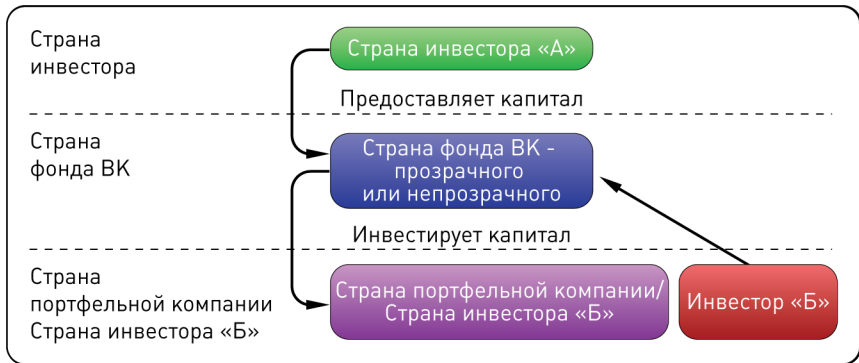 Страна
инвестора
Страна инвестора «А»
Предоставляет капитал
Страна
фонда ВК
Страна фонда ВК -
прозрачного
или непрозрачного
Инвестирует капитал
Страна
портфельной компании
Страна инвестора «Б»
Страна портфельной компании/
Страна инвестора «Б»
Инвестор «Б»